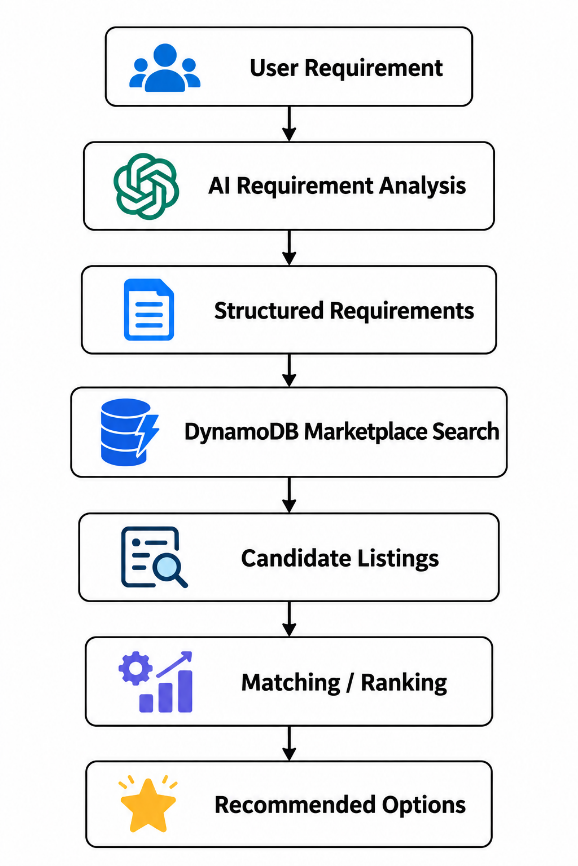 User Requirement
AI Requirement Analysis
Structured Requirements
DynamoDB Marketplace Search
Candidate Listings
Matching / Ranking
Recommended Options